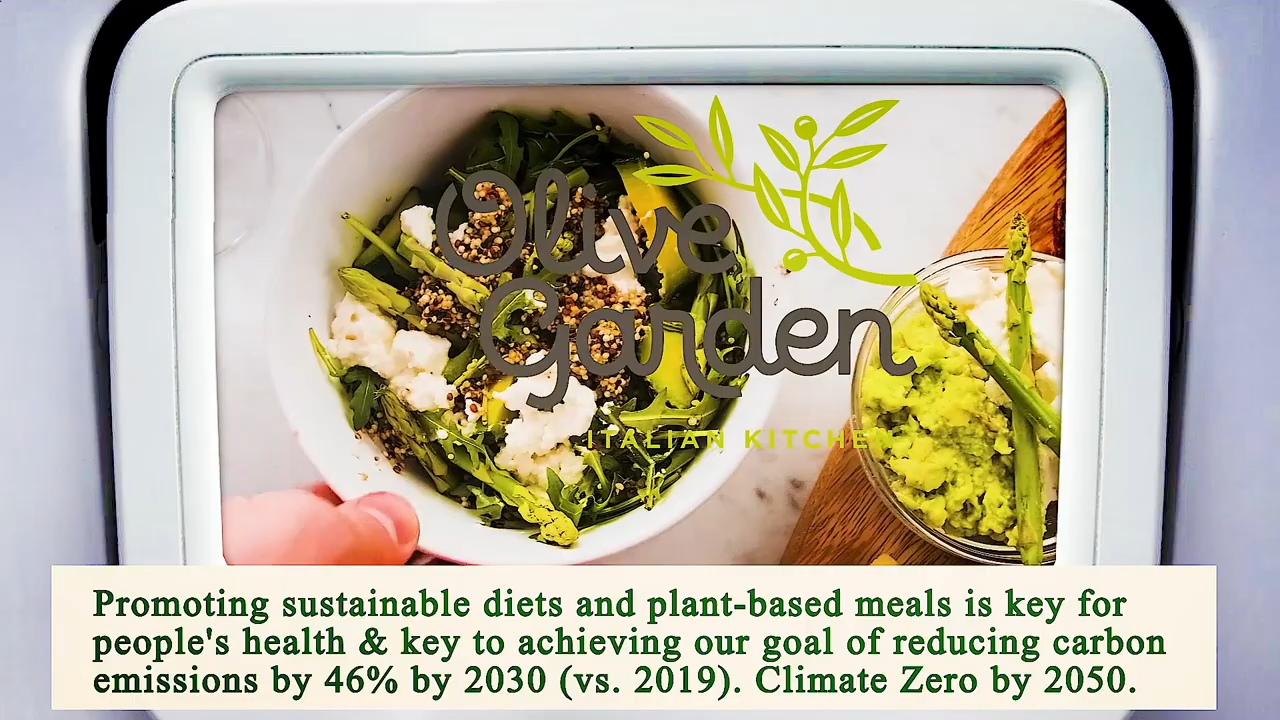 Olive
Garden
ITALIAN KITCHEN
Promoting sustainable diets and plant-based meals is key for
people's health & key to achieving our goal of reducing carbon
emissions by 46% by 2030 (vs. 2019). Climate Zero by 2050.